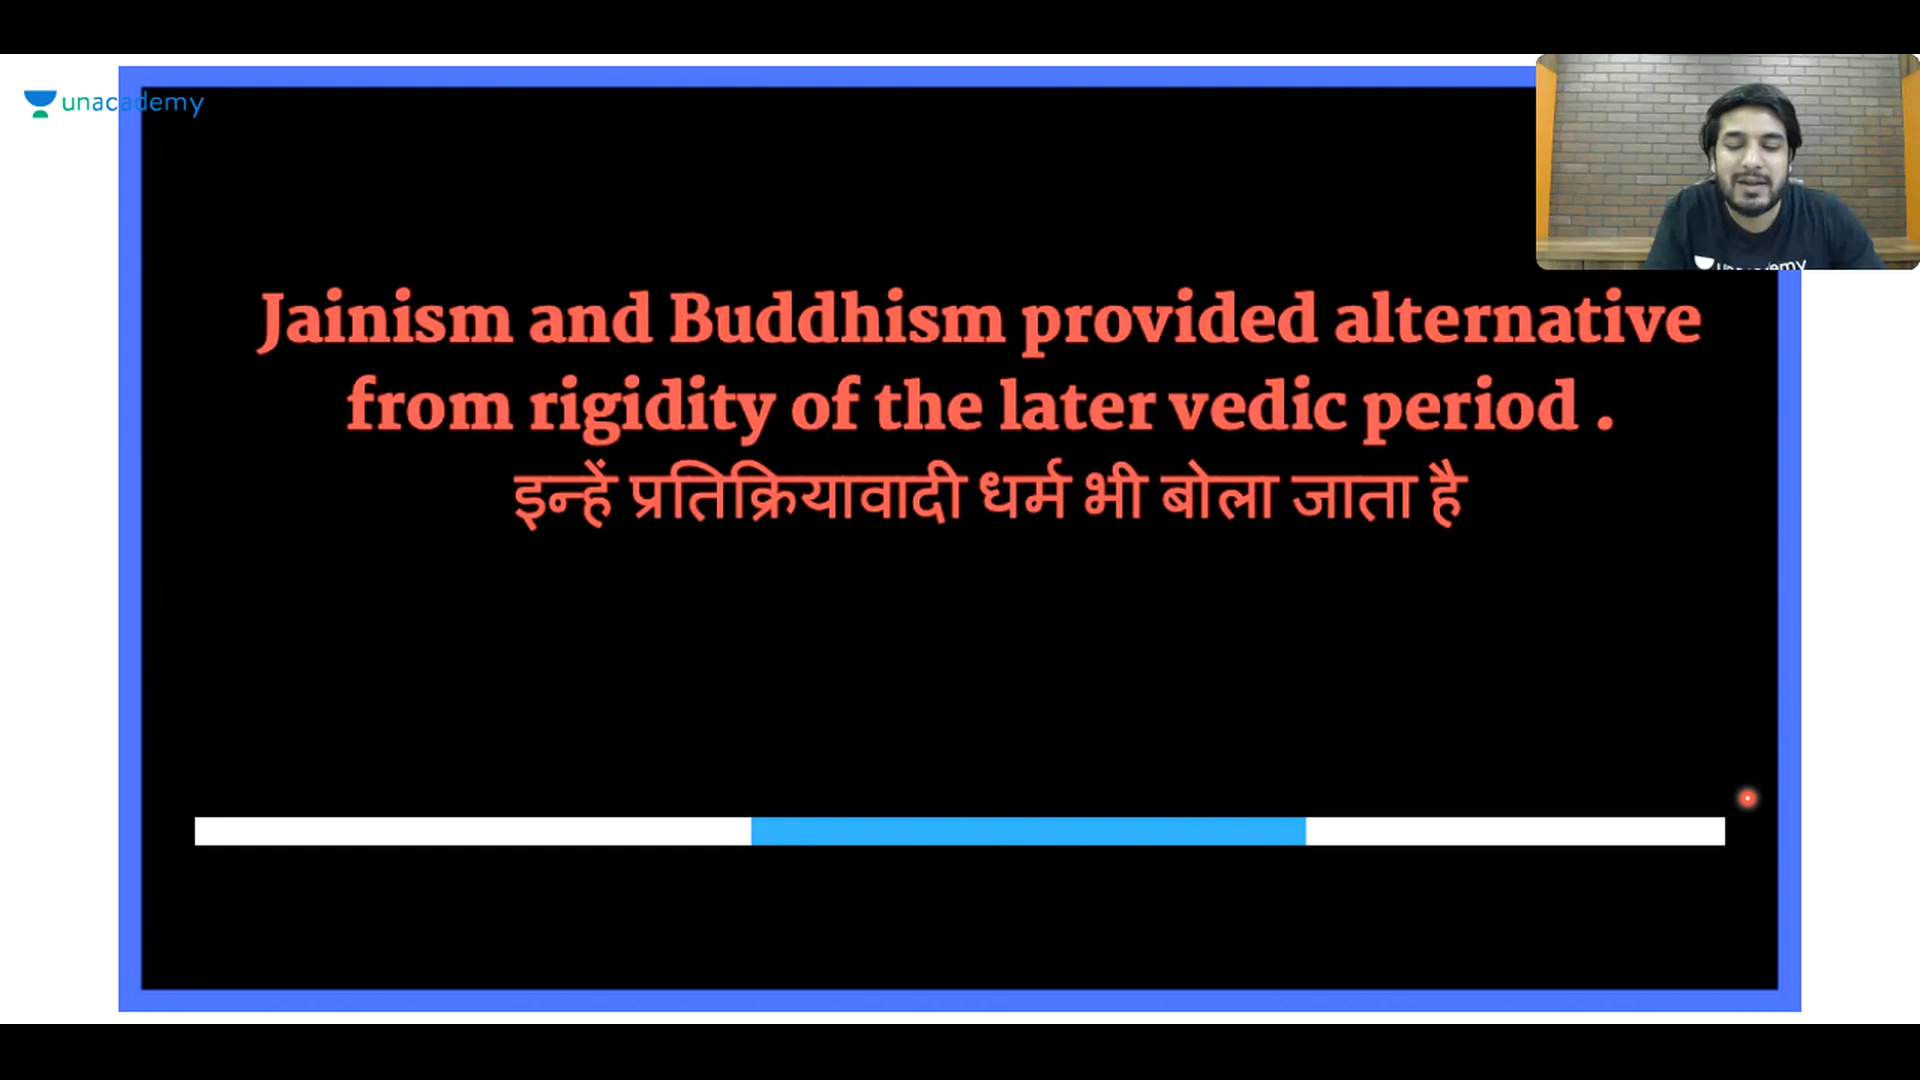 unacademy
Jainism and Buddhism provided alternative
from rigidity of the later vedic period .
इन्हें प्रतिक्रियावादी धर्म भी बोला जाता है